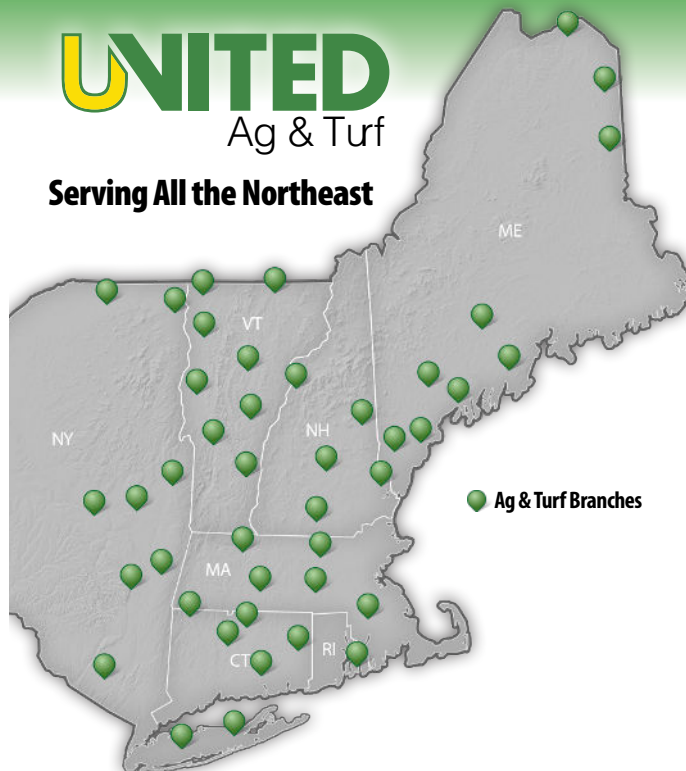 UNITED
Ag & Turf
Serving All the Northeast
ME
VT
NY
NH
Ag & Turf Branches
MA
CT
RI